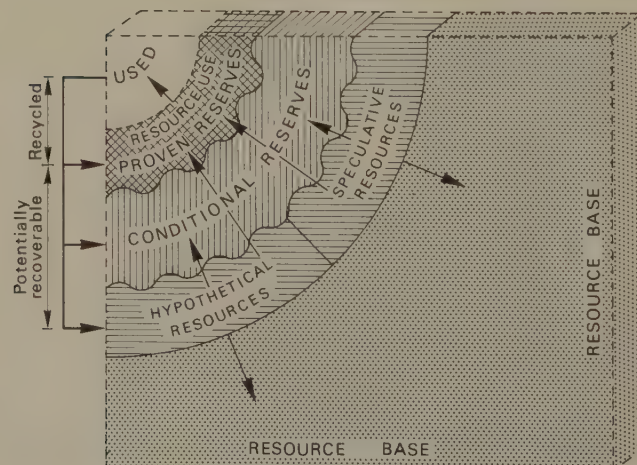 USED
RESOURCE USE
PROVEN RESERVES
CONDITIONAL RESERVES
SPECULATIVE
RESOURCES
HYPOTHETICAL
RESOURCES
Recycled
Potentially
recoverable
RESOURCE BASE
RESOURCE BASE